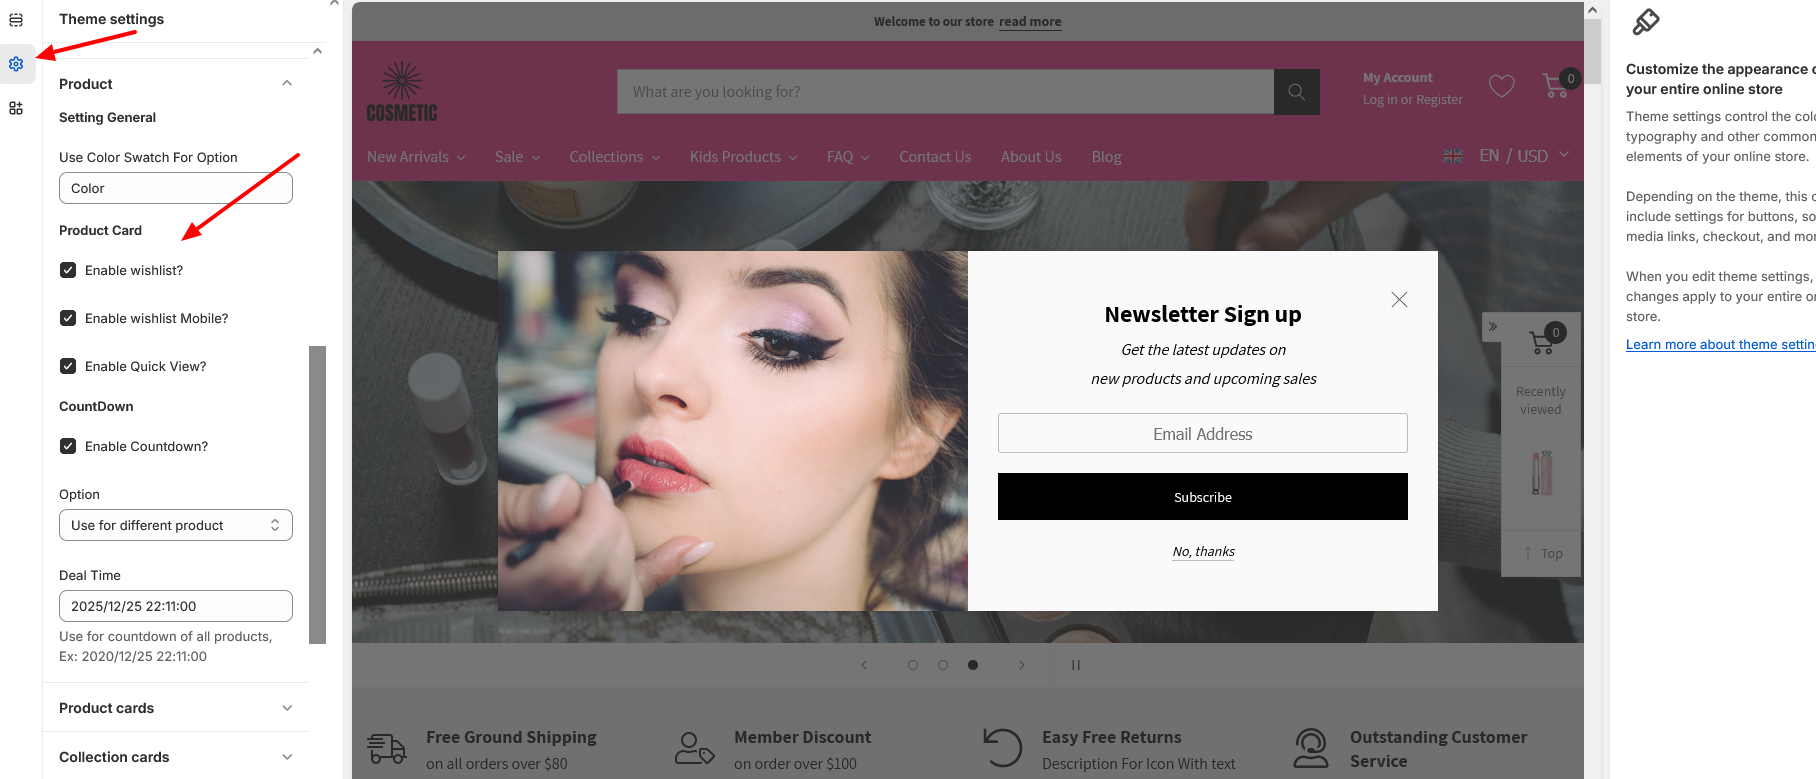 Theme settings
Product
Setting General
Use Color Swatch For Option
Color
Product Card
Enable wishlist?
Enable wishlist Mobile?
Enable Quick View?
CountDown
Enable Countdown?
Option
Use for different product
Deal Time
2025/12/25 22:11:00
Use for countdown of all products,
Ex: 2020/12/25 22:11:00
Product cards
Collection cards
Welcome to our store read more
COSMETIC
What are you looking for?
My Account
Log in or Register
0
New Arrivals
Sale
Collections
Kids Products
FAQ
Contact Us
About Us
Blog
EN / USD
Newsletter Sign up
Get the latest updates on
new products and upcoming sales
Email Address
Subscribe
No, thanks
0
Recently
viewed
Top
Free Ground Shipping
on all orders over $80
Member Discount
on order over $100
Easy Free Returns
Description For Icon With text
Outstanding Customer
Service
Customize the appearance
your entire online store
Theme settings control the
typography and other common
elements of your online store.
Depending on the theme, this
include settings for buttons,
media links, checkout, and
When you edit theme settings,
changes apply to your entire
store.
Learn more about theme